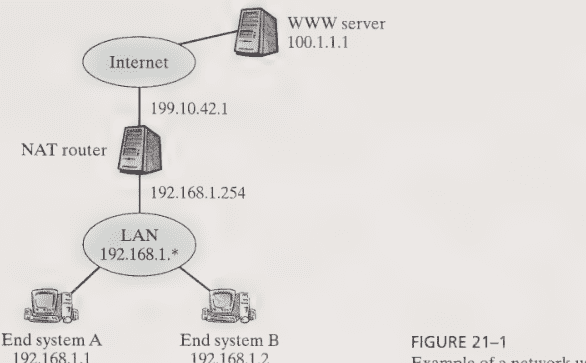 WWW server
100.1.1.1
Internet
199.10.42.1
NAT router
192.168.1.254
LAN
192.168.1.*
End system A
192.168.1.1
End system B
192.168.1.2
FIGURE 21–1
Example of a network